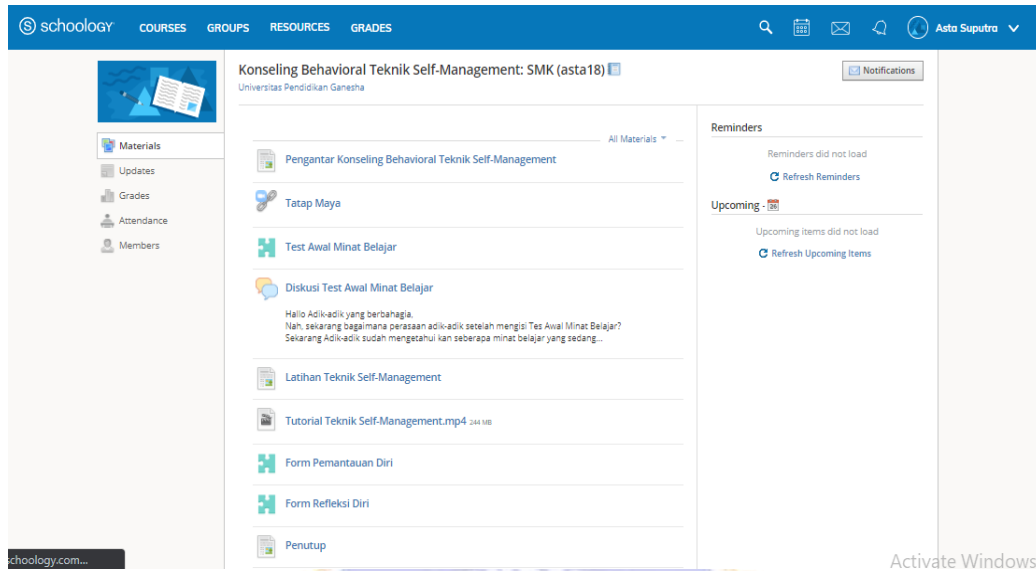 schoology COURSES GROUPS RESOURCES GRADES Asta Suputra
Konseling Behavioral Teknik Self-Management: SMK (asta18)
Universitas Pendidikan Ganesha
Notifications
Materials
Updates
Grades
Attendance
Members
All Materials
Pengantar Konseling Behavioral Teknik Self-Management
Tatap Maya
Test Awal Minat Belajar
Diskusi Test Awal Minat Belajar
Hallo Adik-adik yang berbahagia,
Nah, sekarang bagaimana perasaan adik-adik setelah mengisi Tes Awal Minat Belajar?
Sekarang Adik-adik sudah mengetahui kan seberapa minat belajar yang sedang...
Latihan Teknik Self-Management
Tutorial Teknik Self-Management.mp4 244 MB
Form Pemantauan Diri
Form Refleksi Diri
Penutup
Reminders
Reminders did not load
Refresh Reminders
Upcoming - 26
Upcoming items did not load
Refresh Upcoming Items
schoology.com...
Activate Windows